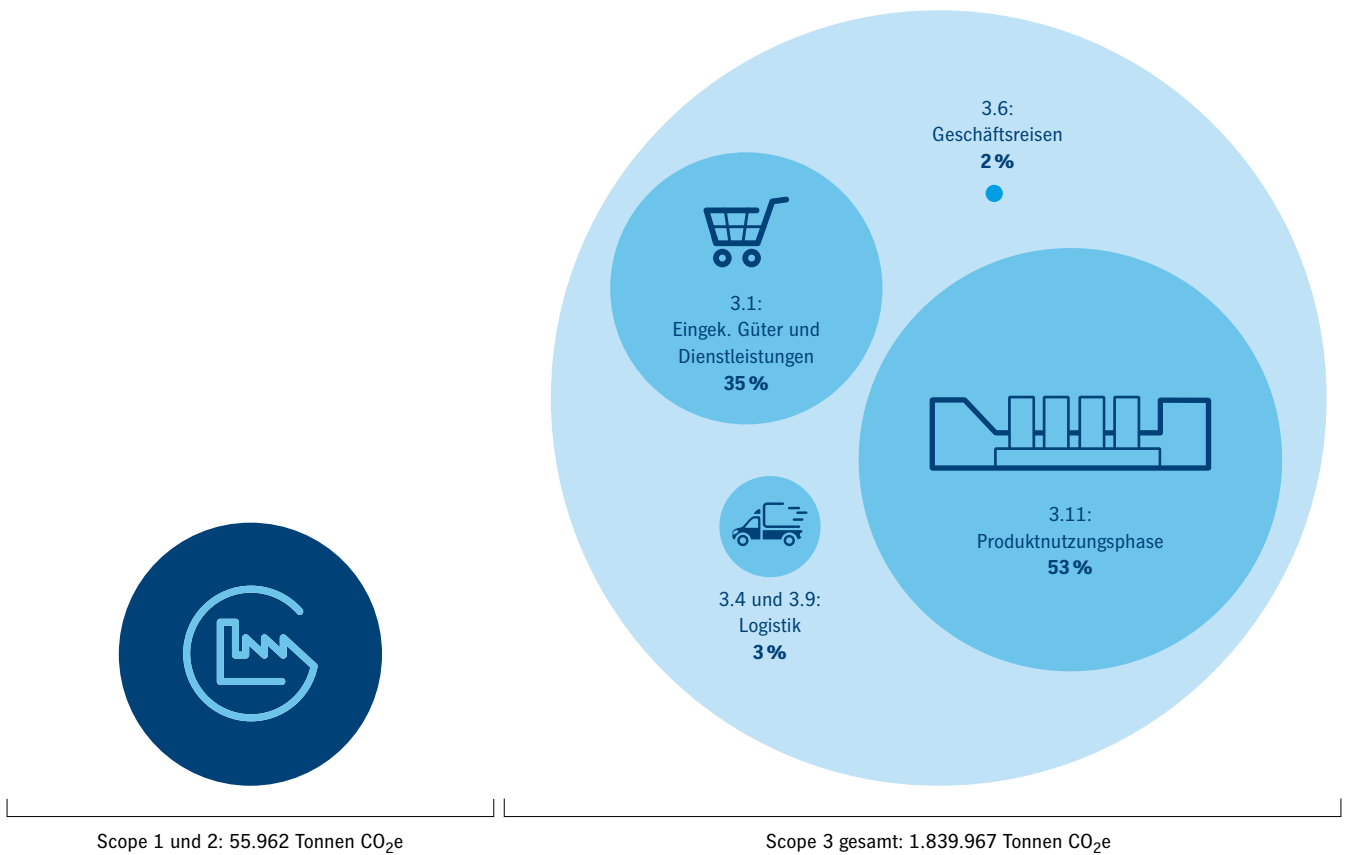 3.6:
Geschäftsreisen
2 %
3.1:
Eingek. Güter und
Dienstleistungen
35 %
3.11:
Produktnutzungsphase
53 %
3.4 und 3.9:
Logistik
3 %
Scope 1 und 2: 55.962 Tonnen CO₂e
Scope 3 gesamt: 1.839.967 Tonnen CO₂e